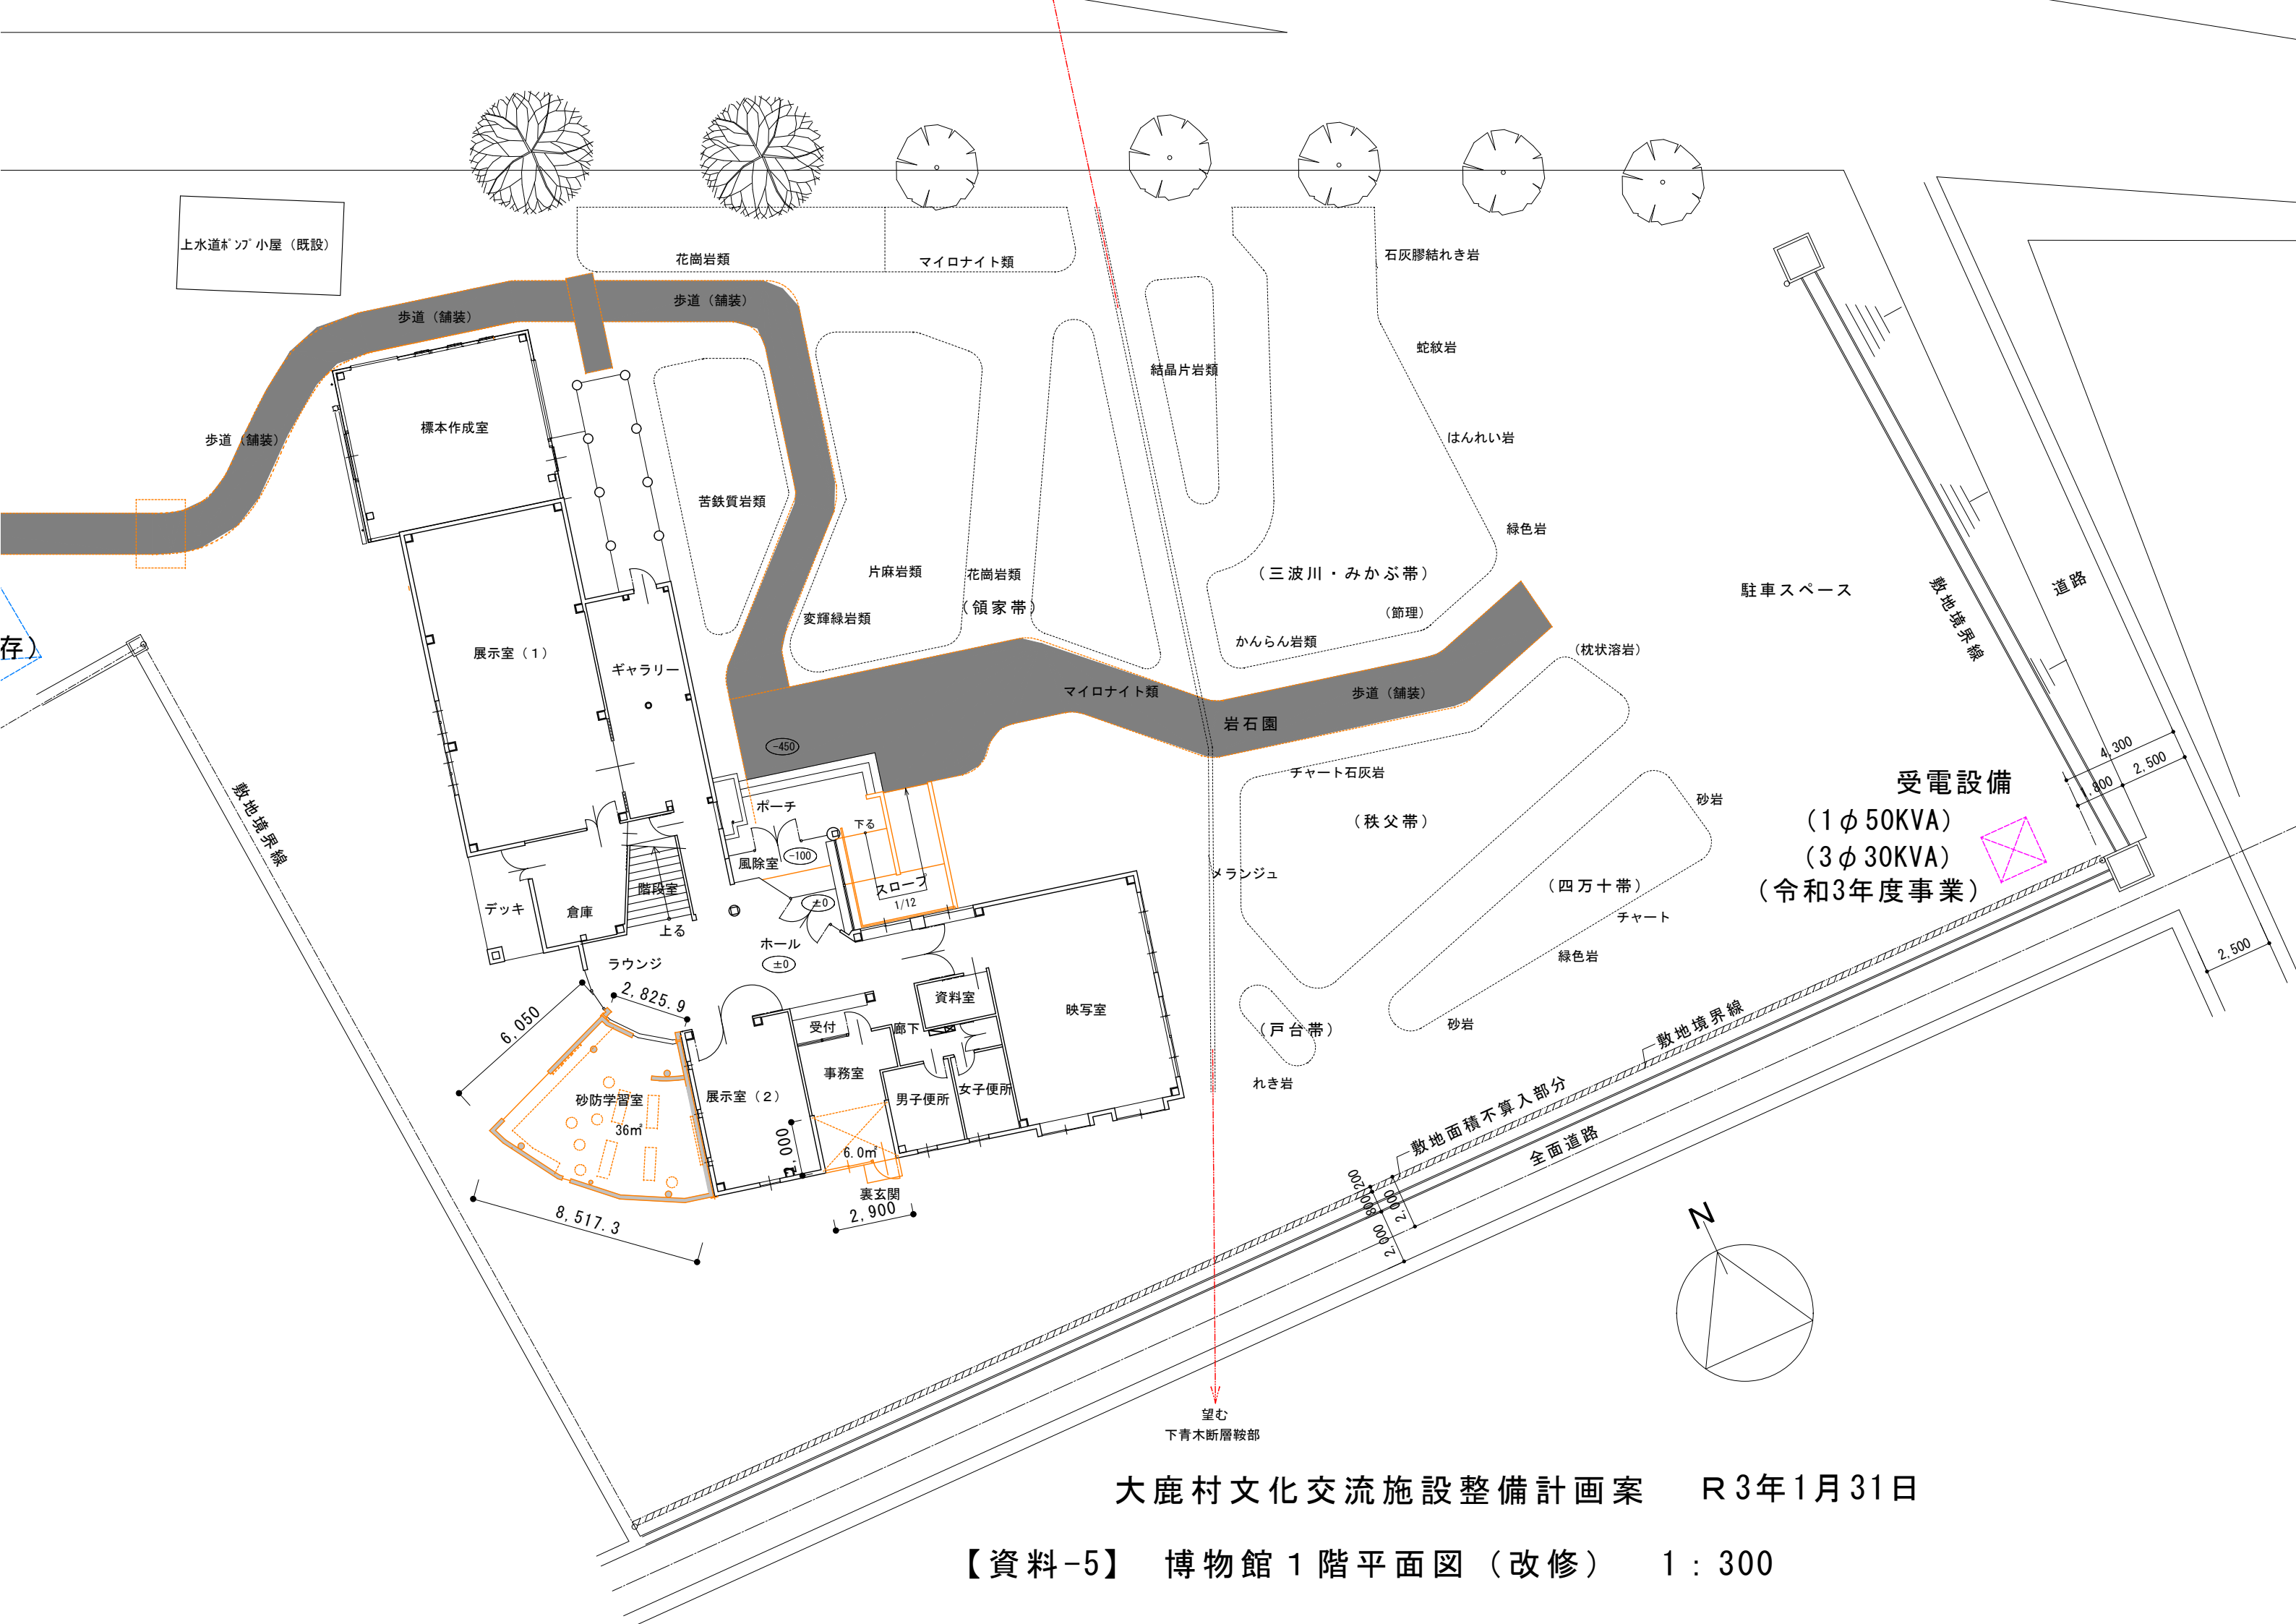 上水道ﾎﾟﾝﾌﾟ小屋（既設）
花崗岩類
マイロナイト類
石灰膠結れき岩
歩道（舗装）
歩道（舗装）
蛇紋岩
結晶片岩類
歩道（舗装）
標本作成室
はんれい岩
苦鉄質岩類
緑色岩
片麻岩類
花崗岩類
（三波川・みかぶ帯）
（領家帯）
駐車スペース
道路
敷地境界線
変輝緑岩類
（節理）
かんらん岩類
（枕状溶岩）
存）
展示室（1）
ギャラリー
マイロナイト類
歩道（舗装）
岩石園
-450
4,300
2,500
1,800
チャート石灰岩
受電設備
（1φ50KVA）
（3φ30KVA）
（令和3年度事業）
砂岩
敷地境界線
ポーチ
下る
（秩父帯）
風除室
-100
メランジュ
スロープ
1/12
階段室
（四万十帯）
デッキ
倉庫
±0
チャート
上る
ホール
±0
緑色岩
2,500
ラウンジ
2,825.9
6,050
資料室
映写室
受付
廊下
（戸台帯）
砂岩
敷地境界線
事務室
れき岩
女子便所
男子便所
展示室（2）
砂防学習室
36㎡
敷地面積不算入部分
全面道路
2,000
6.0㎡
裏玄関
2,900
8,517.3
200
800
2,000
2,000
N
望む
下青木断層鞍部
大鹿村文化交流施設整備計画案　R3年1月31日
【資料-5】　博物館1階平面図（改修）　1：300